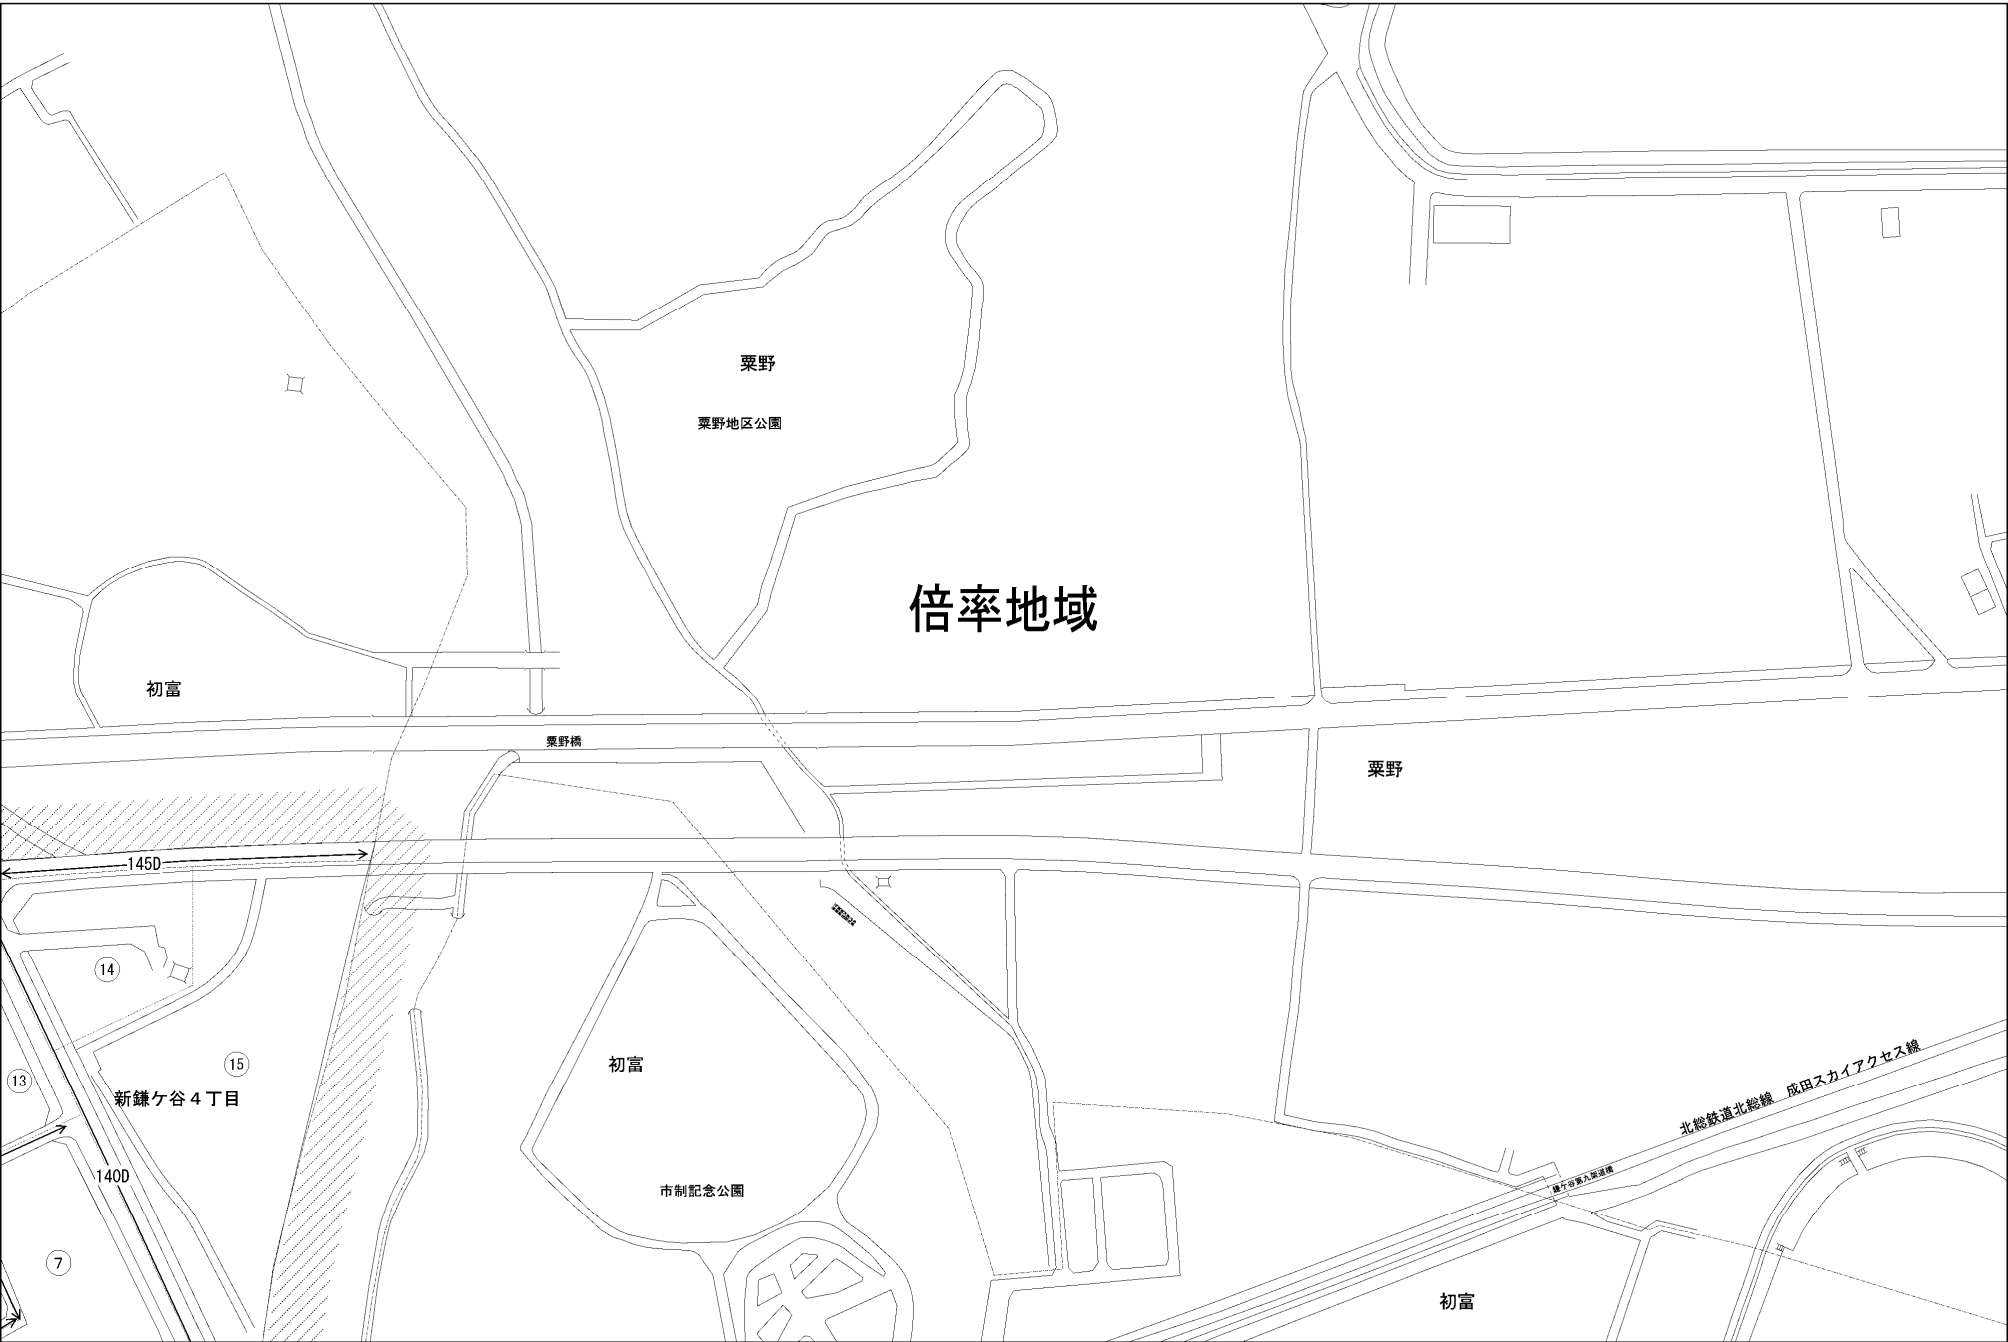 粟野
粟野地区公園
倍率地域
初富
粟野橋
粟野
145D
14
15
13
新鎌ケ谷４丁目
初富
140D
市制記念公園
7
北総鉄道北総線　成田スカイアクセス線
鎌ケ谷第九架道橋
初富